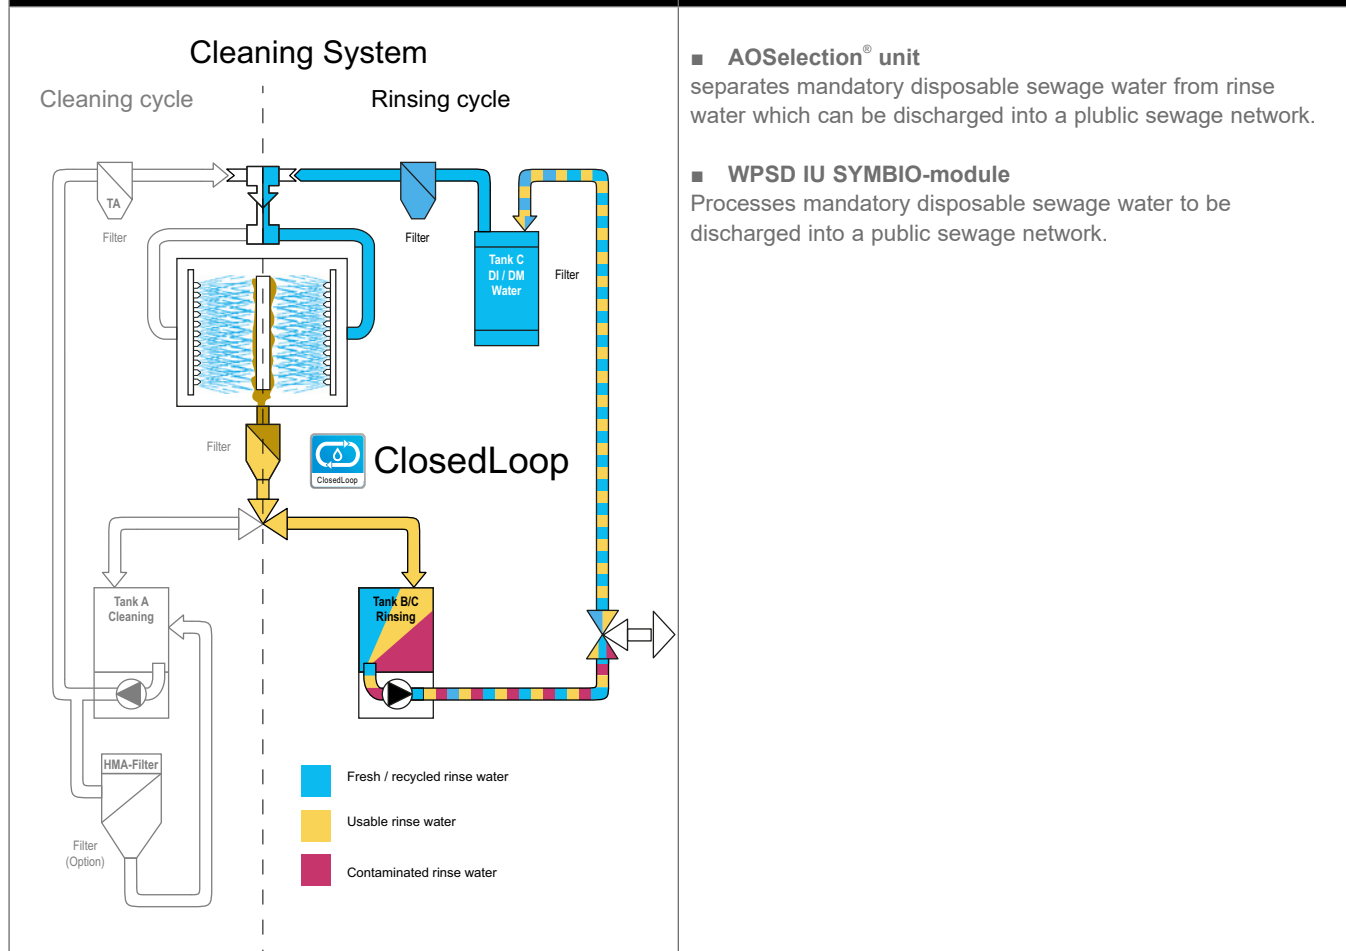 Cleaning System
Cleaning cycle
Rinsing cycle
TA
Filter
Filter
Tank C
DI / DM
Water
Filter
Filter
ClosedLoop
ClosedLoop
Tank A
Cleaning
Tank B/C
Rinsing
HMA-Filter
Filter
(Option)
Fresh / recycled rinse water
Usable rinse water
Contaminated rinse water
■ AOSelection® unit
separates mandatory disposable sewage water from rinse
water which can be discharged into a plublic sewage network.
■ WPSD IU SYMBIO-module
Processes mandatory disposable sewage water to be
discharged into a public sewage network.